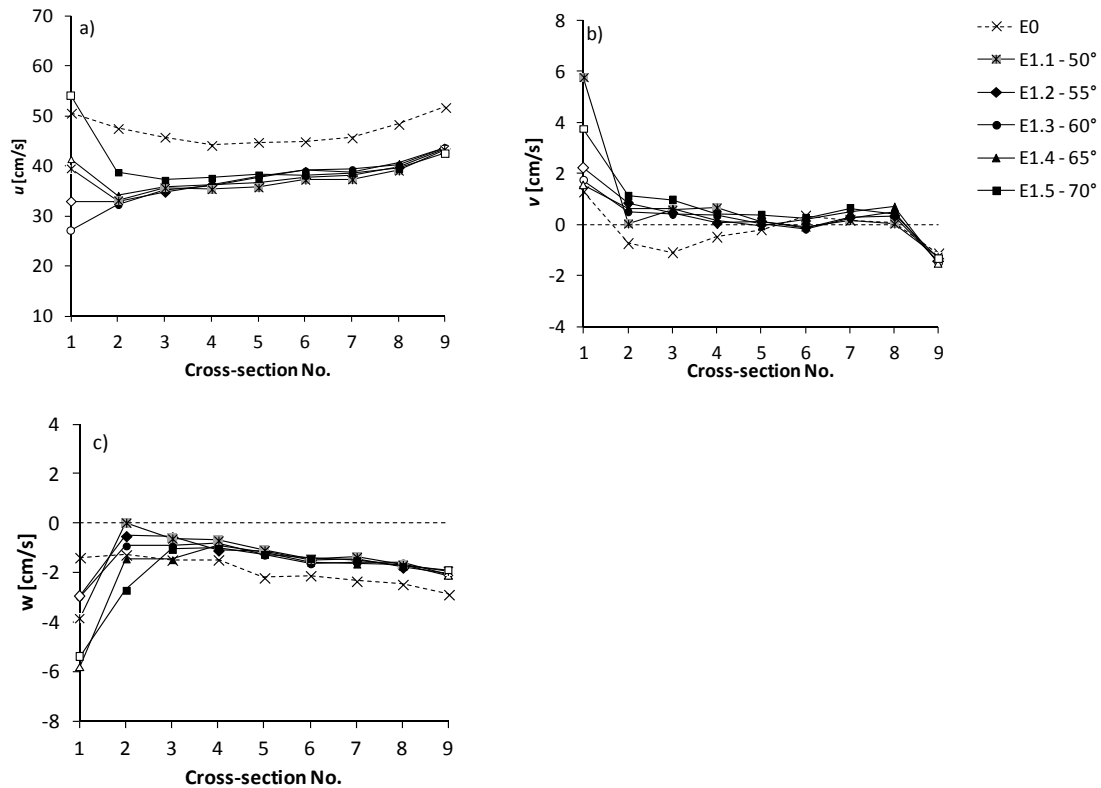 a)
70
60
50
40
30
20
10
u [cm/s]
1 2 3 4 5 6 7 8 9
Cross-section No.
b)
8
6
4
2
0
-2
-4
v [cm/s]
1 2 3 4 5 6 7 8 9
Cross-section No.
E0
E1.1 - 50°
E1.2 - 55°
E1.3 - 60°
E1.4 - 65°
E1.5 - 70°
c)
4
2
0
-2
-4
-6
-8
w [cm/s]
1 2 3 4 5 6 7 8 9
Cross-section No.